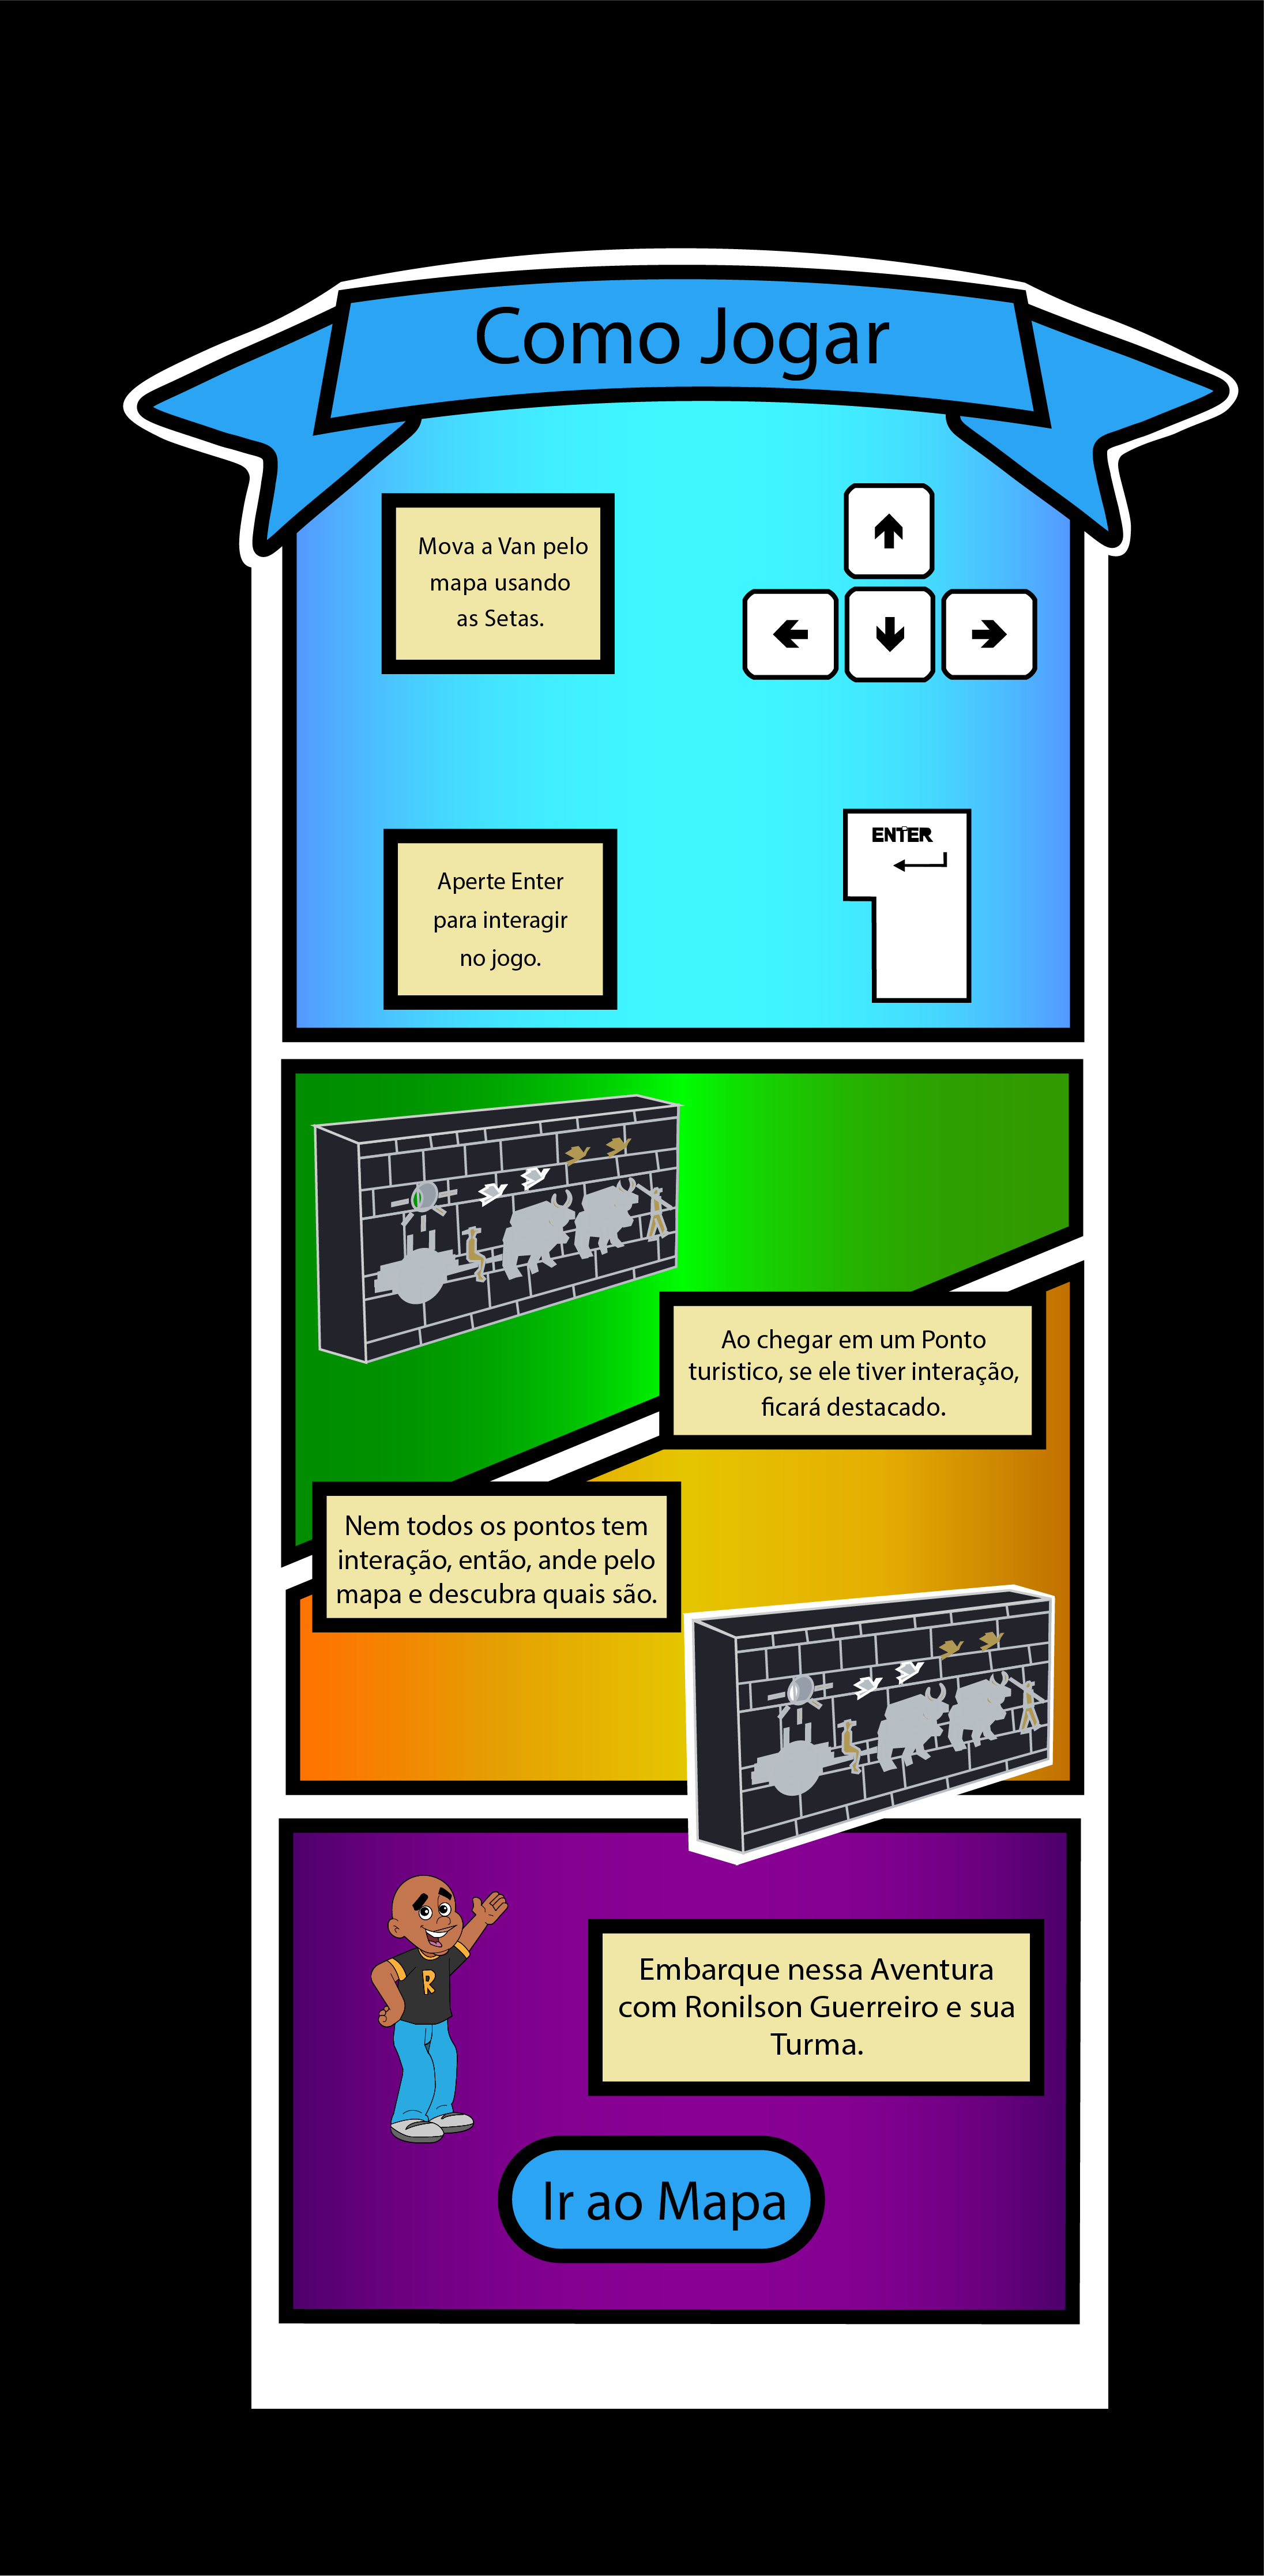 Como Jogar
Mova a Van pelo
mapa usando
as Setas.
Aperte Enter
para interagir
no jogo.
ENTER
Ao chegar em um Ponto
turistico, se ele tiver interação,
ficará destacado.
Nem todos os pontos tem
interação, então, ande pelo
mapa e descubra quais são.
R
Embarque nessa Aventura
com Ronilson Guerreiro e sua
Turma.
Ir ao Mapa